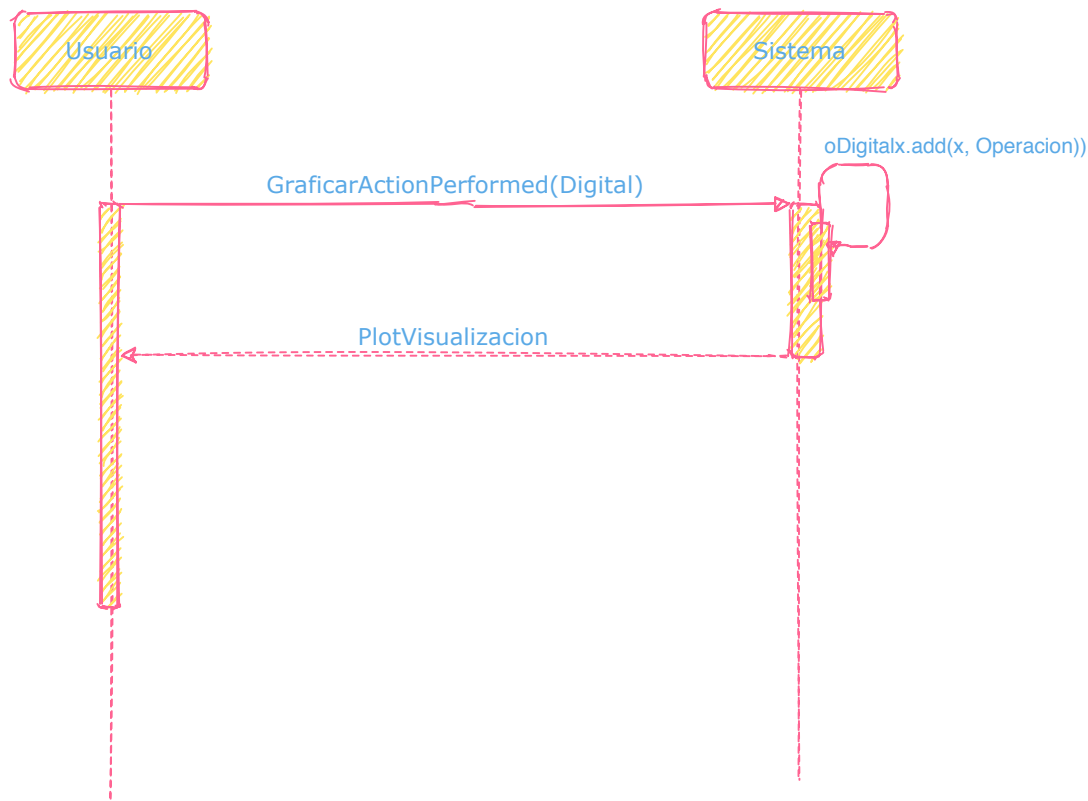 Usuario
Sistema
oDigitalx.add(x, Operacion))
GraficarActionPerformed(Digital)
PlotVisualizacion